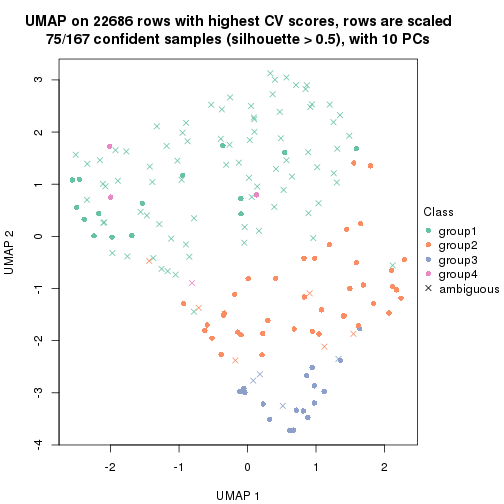 UMAP on 22686 rows with highest CV scores, rows are scaled
75/167 confident samples (silhouette > 0.5), with 10 PCs
3
2
1
0
-1
-2
-3
-4
UMAP 2
-2
-1
0
1
2
UMAP 1
Class
group1
group2
group3
group4
ambiguous